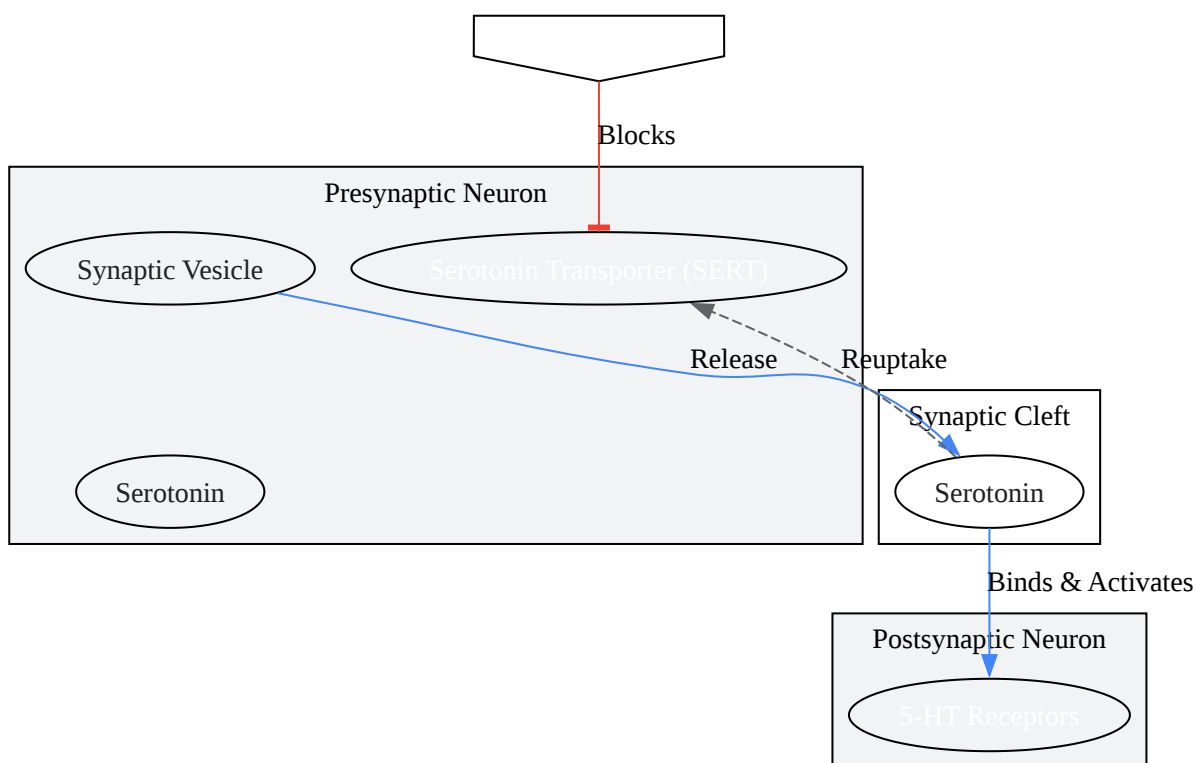 Blocks
Presynaptic Neuron
Synaptic Vesicle
Serotonin Transporter (SERT)
Release
Reuptake
Synaptic Cleft
Serotonin
Serotonin
Binds & Activates
Postsynaptic Neuron
5-HT Receptors